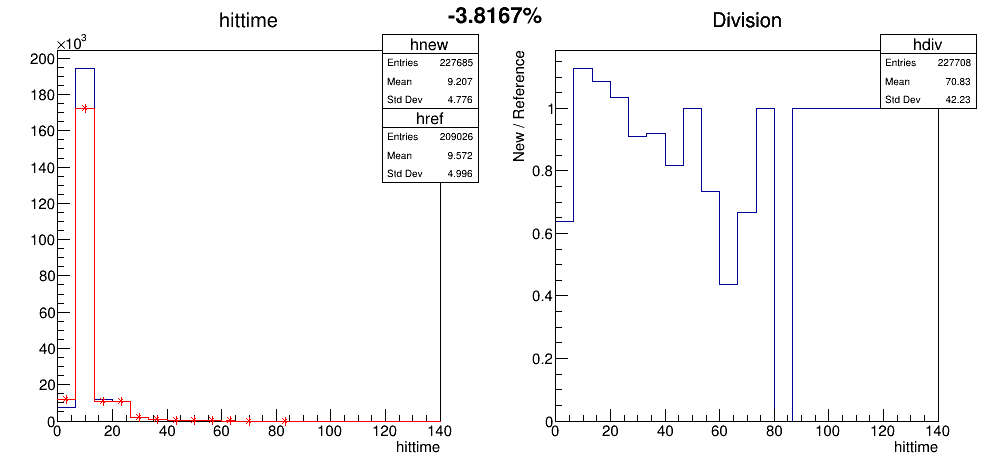 -3.8167%
hittime
×10³
200
180
160
140
120
100
80
60
40
20
0
0 20 40 60 80 100 120 140
hittime
hnew
Entries 227685
Mean 9.207
Std Dev 4.776
href
Entries 209026
Mean 9.572
Std Dev 4.996
Division
New / Reference
1
0.8
0.6
0.4
0.2
0
0 20 40 60 80 100 120 140
hittime
hdiv
Entries 227708
Mean 70.83
Std Dev 42.23